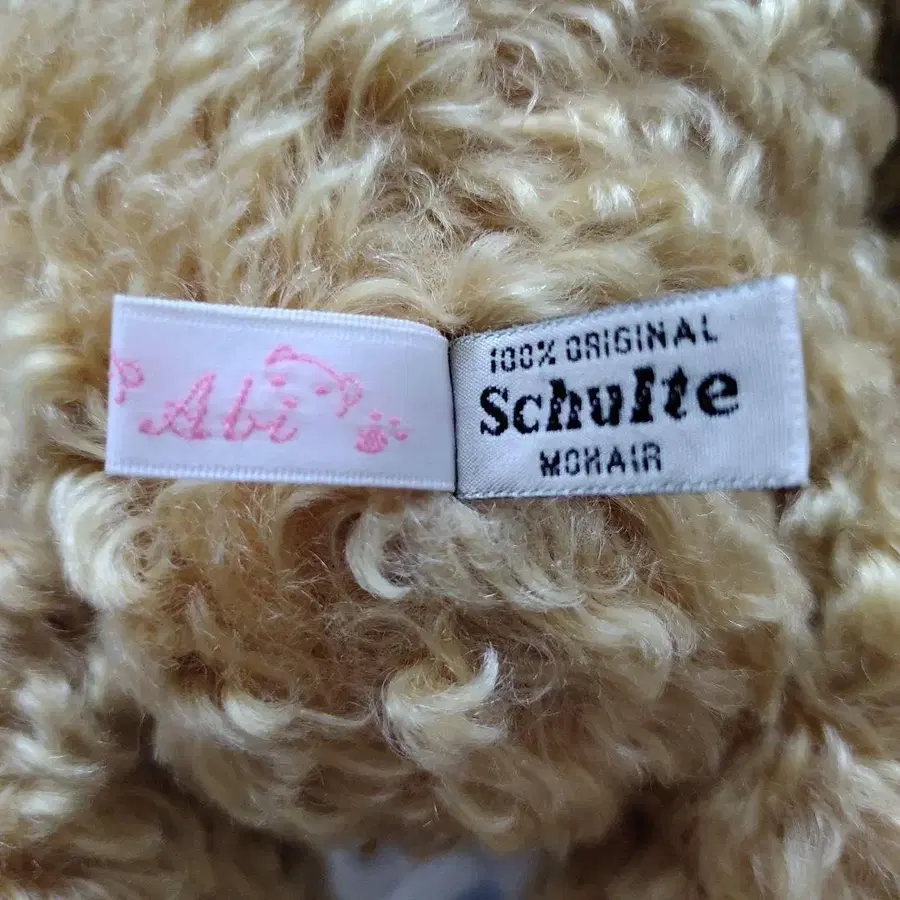 Abi
100% ORIGINAL
Schulte
MOHAIR